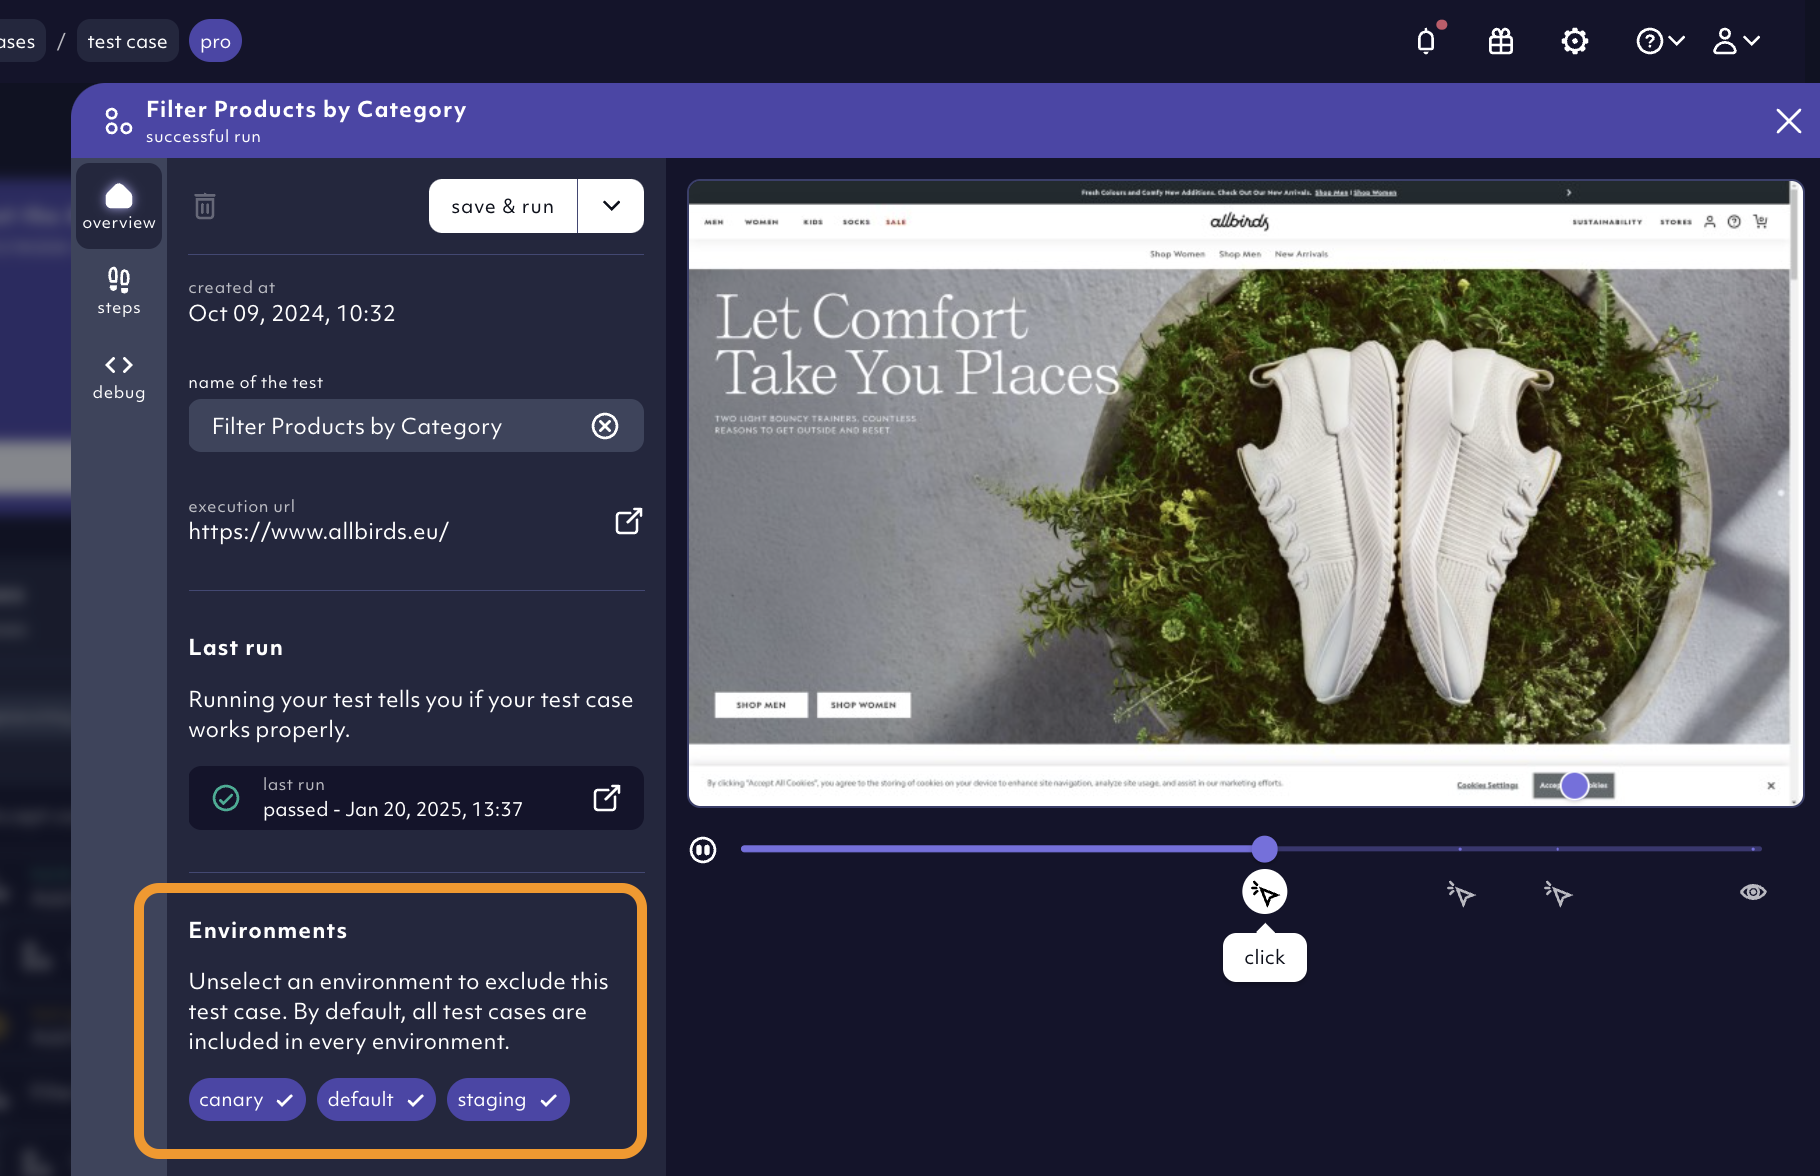 ases / test case pro
Filter Products by Category
successful run
overview
steps
debug
save & run
created at
Oct 09, 2024, 10:32
name of the test
Filter Products by Category
execution url
https://www.allbirds.eu/
Last run
Running your test tells you if your test case
works properly.
last run
passed - Jan 20, 2025, 13:37
Environments
Unselect an environment to exclude this
test case. By default, all test cases are
included in every environment.
canary default staging
Fresh Colours and Comfy New Additions. Check Out Our New Arrivals. Shop Men | Shop Women
MEN WOMEN KIDS SOCKS SALE allbirds SUSTAINABILITY STORES
Shop Women Shop Men New Arrivals
Let Comfort
Take You Places
TWO LIGHT BOUNCY TRAINERS. COUNTLESS
REASONS TO GET OUTSIDE AND RESET.
SHOP MEN SHOP WOMEN
By clicking "Accept All Cookies", you agree to the storing of cookies on your device to enhance site navigation, analyze site usage, and assist in our marketing efforts. Cookies Settings
click